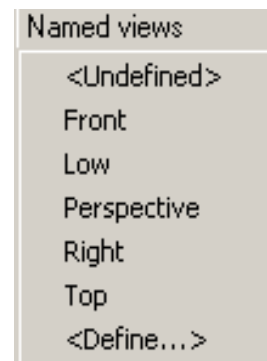 Named views
<Undefined>
Front
Low
Perspective
Right
Top
<Define...>